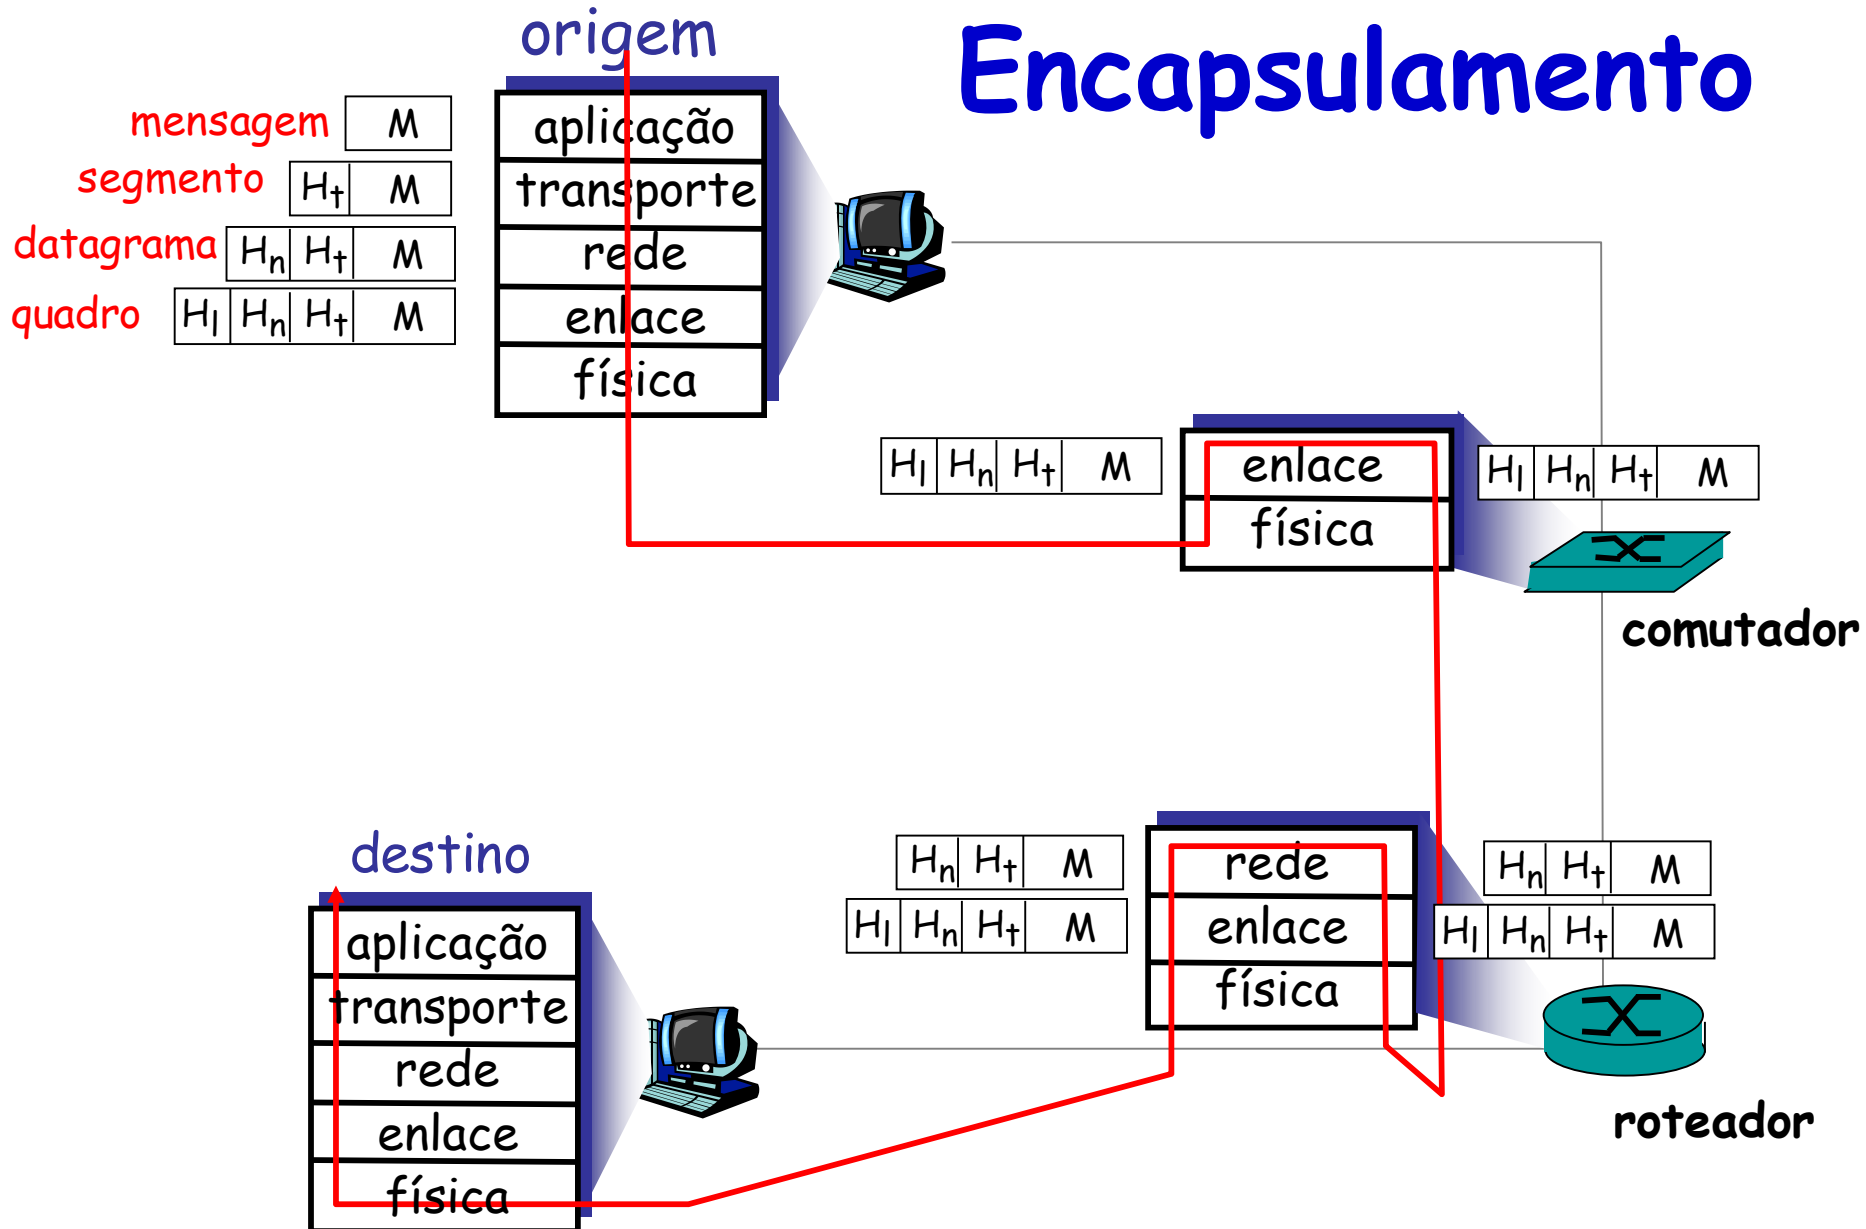 origem
Encapsulamento
mensagem M aplicação
segmento Ht M transporte
datagrama Hn Ht M rede
quadro Hl Hn Ht M enlace
física
Hl Hn Ht M enlace Hl Hn Ht M
física
comutador
destino
Hn Ht M rede Hn Ht M
Hl Hn Ht M enlace Hl Hn Ht M
física
roteador
aplicação
transporte
rede
enlace
física